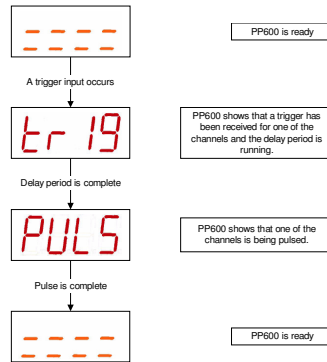 PP600 is ready
A trigger input occurs
tr19
PP600 shows that a trigger has
been received for one of the
channels and the delay period is
running.
Delay period is complete
PULS
PP600 shows that one of the
channels is being pulsed.
Pulse is complete
PP600 is ready